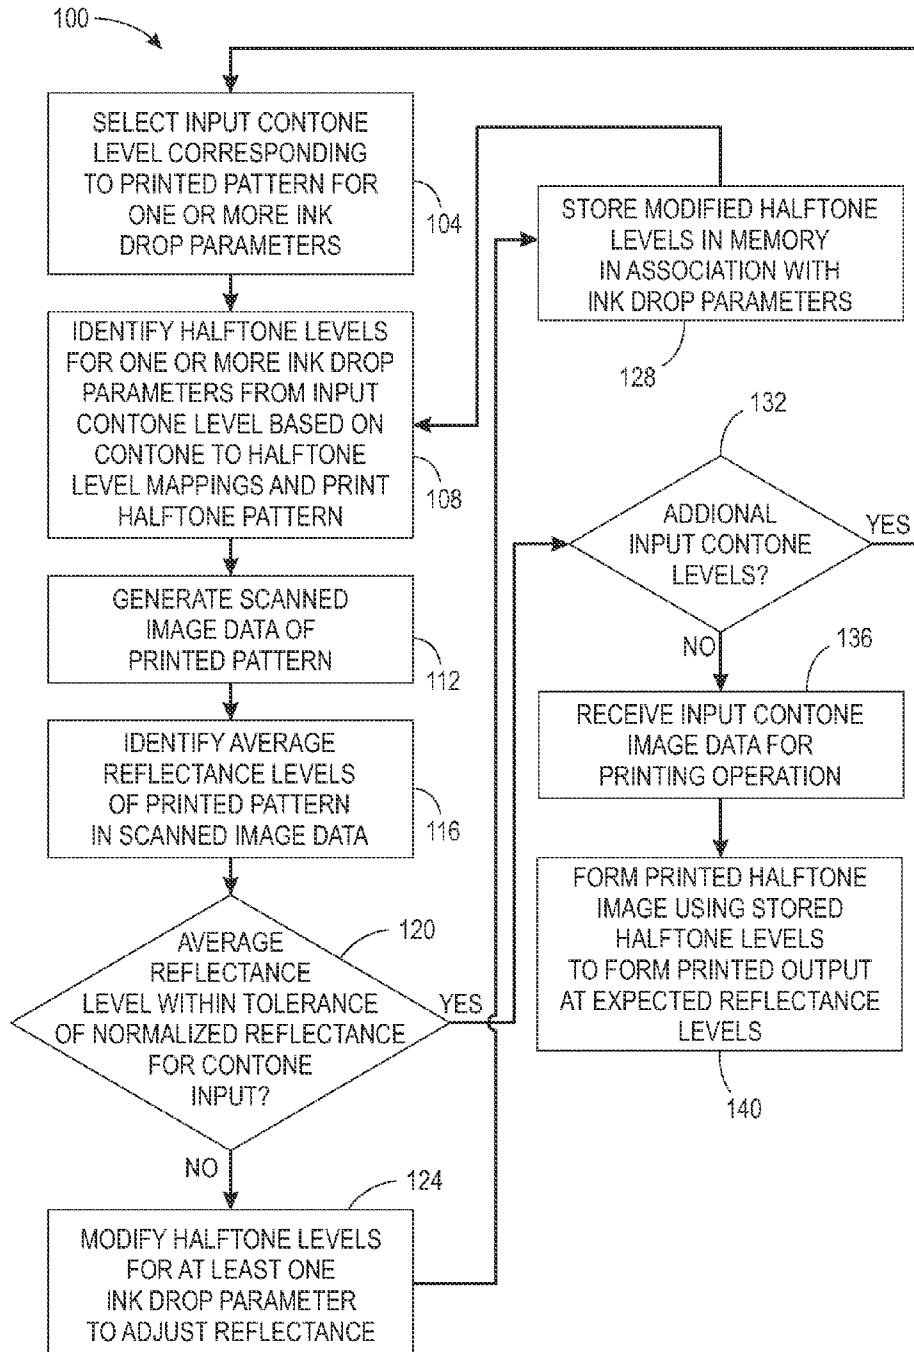 100
SELECT INPUT CONTONE
LEVEL CORRESPONDING
TO PRINTED PATTERN FOR
ONE OR MORE INK
DROP PARAMETERS
104
IDENTIFY HALFTONE LEVELS
FOR ONE OR MORE INK DROP
PARAMETERS FROM INPUT
CONTONE LEVEL BASED ON
CONTONE TO HALFTONE
LEVEL MAPPINGS AND PRINT
HALFTONE PATTERN
108
GENERATE SCANNED
IMAGE DATA OF
PRINTED PATTERN
112
IDENTIFY AVERAGE
REFLECTANCE LEVELS
OF PRINTED PATTERN
IN SCANNED IMAGE DATA
116
120
AVERAGE
REFLECTANCE
LEVEL WITHIN TOLERANCE
OF NORMALIZED REFLECTANCE
FOR CONTONE
INPUT?
YES
NO
124
MODIFY HALFTONE LEVELS
FOR AT LEAST ONE
INK DROP PARAMETER
TO ADJUST REFLECTANCE
STORE MODIFIED HALFTONE
LEVELS IN MEMORY
IN ASSOCIATION WITH
INK DROP PARAMETERS
128
132
ADDIONAL
INPUT CONTONE
LEVELS?
YES
NO
136
RECEIVE INPUT CONTONE
IMAGE DATA FOR
PRINTING OPERATION
FORM PRINTED HALFTONE
IMAGE USING STORED
HALFTONE LEVELS
TO FORM PRINTED OUTPUT
AT EXPECTED REFLECTANCE
LEVELS
140